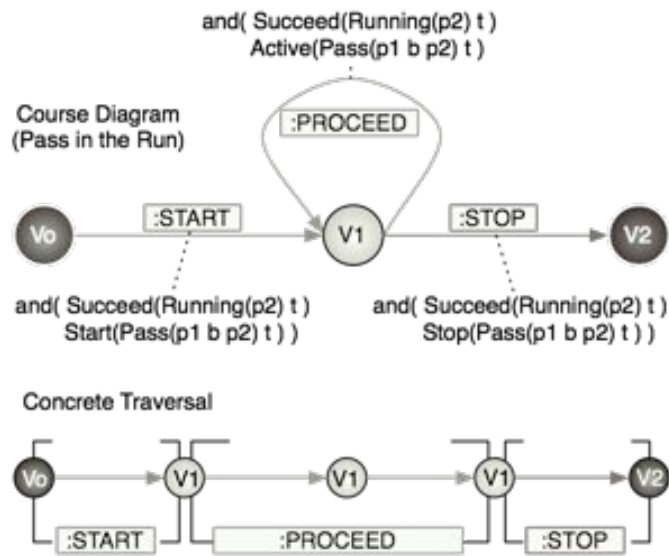 and( Succeed(Running(p2) t )
Active(Pass(p1 b p2) t )
Course Diagram
(Pass in the Run)
:PROCEED
:START
:STOP
Vo
V1
V2
and( Succeed(Running(p2) t )
Start(Pass(p1 b p2) t ) )
and( Succeed(Running(p2) t )
Stop(Pass(p1 b p2) t ) )
Concrete Traversal
Vo
V1
V1
V1
V2
:START
:PROCEED
:STOP